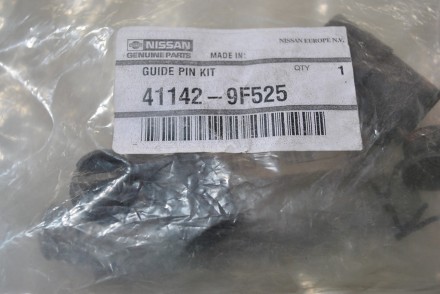 NISSAN NISSAN EUROPE N.V.
GENUINE PARTS MADE IN
GUIDE PIN KIT QTY 1
41142-9F525